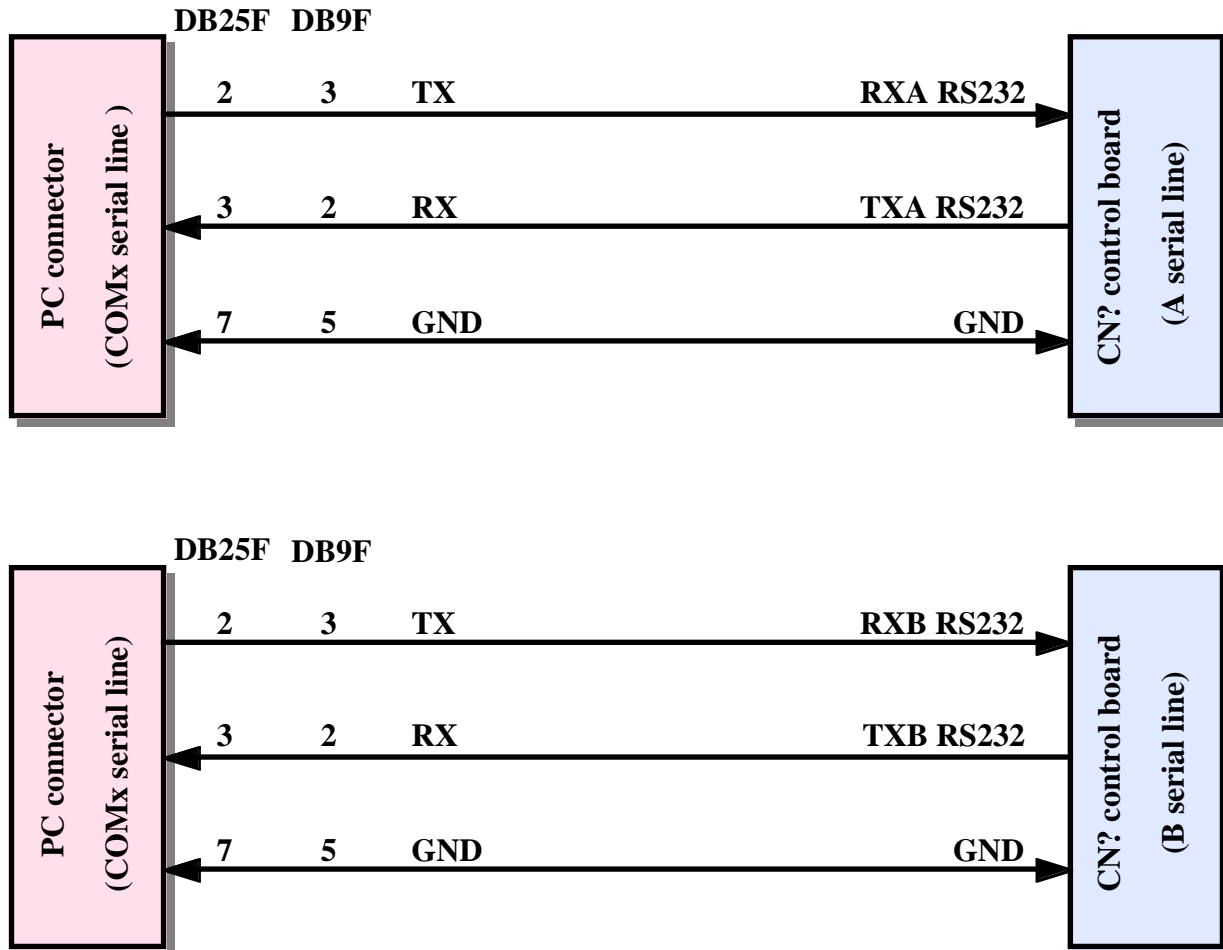 DB25F DB9F
2 3 TX RXA RS232
3 2 RX TXA RS232
7 5 GND GND
PC connector
(COMx serial line )
CN? control board
(A serial line)
DB25F DB9F
2 3 TX RXB RS232
3 2 RX TXB RS232
7 5 GND GND
PC connector
(COMx serial line)
CN? control board
(B serial line)